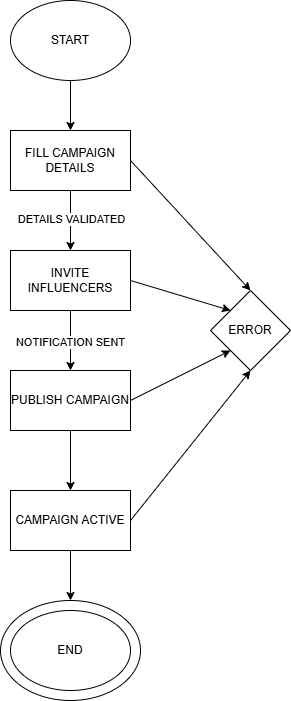 START
FILL CAMPAIGN
DETAILS
DETAILS VALIDATED
INVITE
INFLUENCERS
ERROR
NOTIFICATION SENT
PUBLISH CAMPAIGN
CAMPAIGN ACTIVE
END